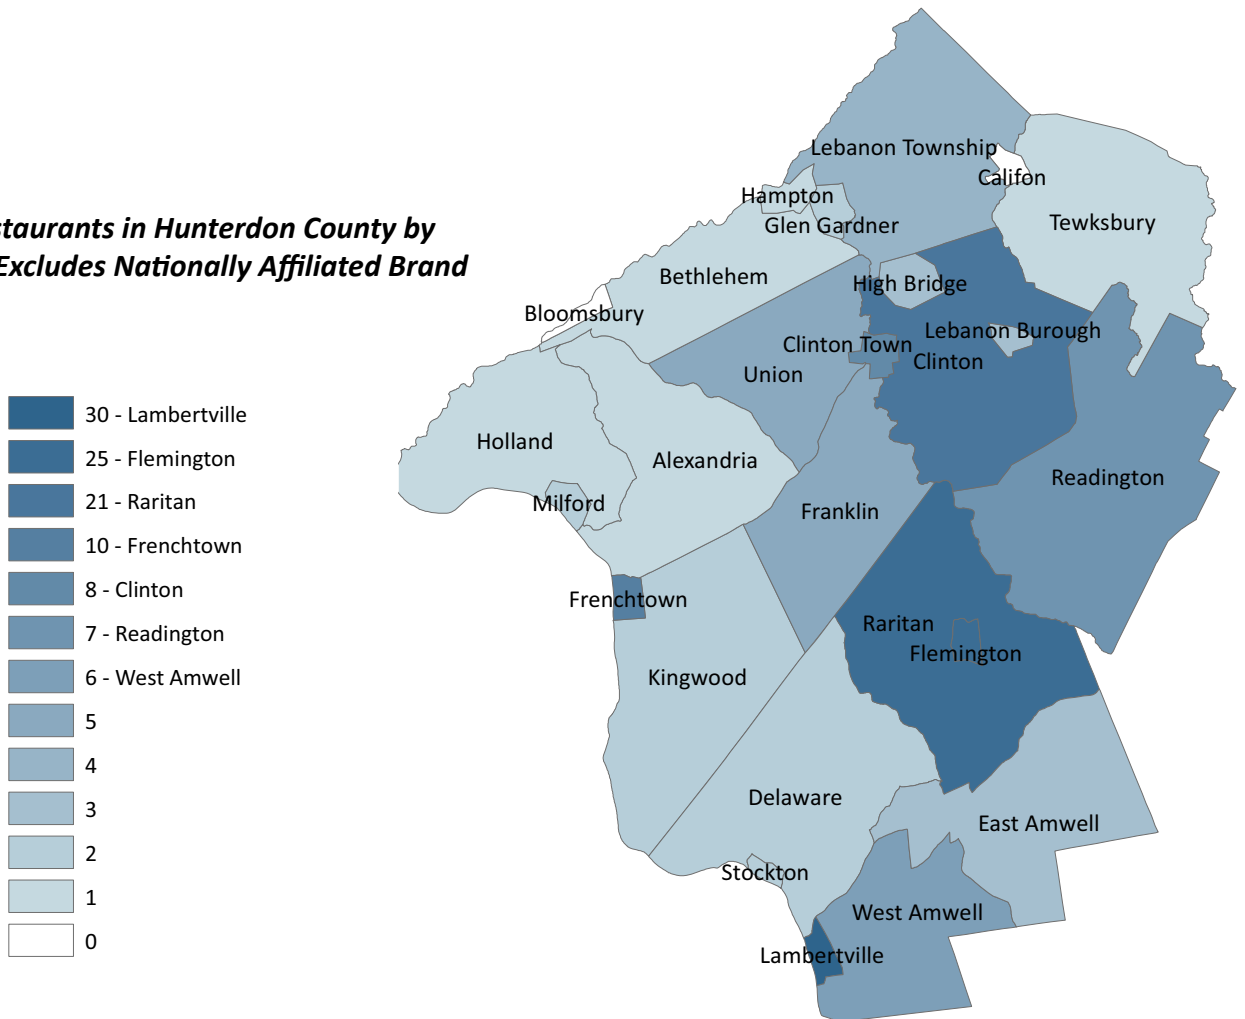 staurants in Hunterdon County by
Excludes Nationally Affiliated Brand
30 - Lambertville
25 - Flemington
21 - Raritan
10 - Frenchtown
8 - Clinton
7 - Readington
6 - West Amwell
5
4
3
2
1
0
Lebanon Township
Califon
Hampton
Tewksbury
Glen Gardner
Bethlehem
High Bridge
Bloomsbury
Lebanon Borough
Clinton Town
Clinton
Union
Holland
Alexandria
Readington
Milford
Franklin
Frenchtown
Raritan
Flemington
Kingwood
Delaware
East Amwell
Stockton
West Amwell
Lambertville